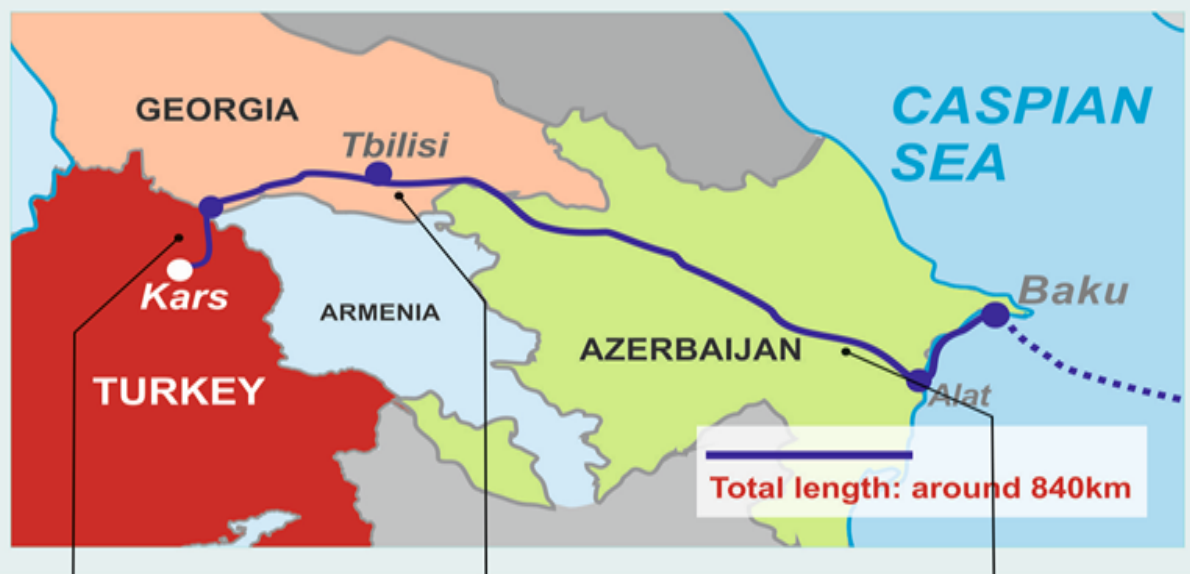 GEORGIA
Tbilisi
CASPIAN
SEA
Kars
ARMENIA
Baku
AZERBAIJAN
TURKEY
Alat
Total length: around 840km